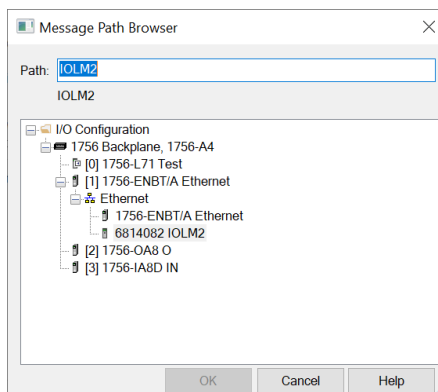 Message Path Browser
Path: IOLM2
IOLM2
I/O Configuration
1756 Backplane, 1756-A4
[0] 1756-L71 Test
[1] 1756-ENBT/A Ethernet
Ethernet
1756-ENBT/A Ethernet
6814082 IOLM2
[2] 1756-OA8 O
[3] 1756-IA8D IN
OK Cancel Help